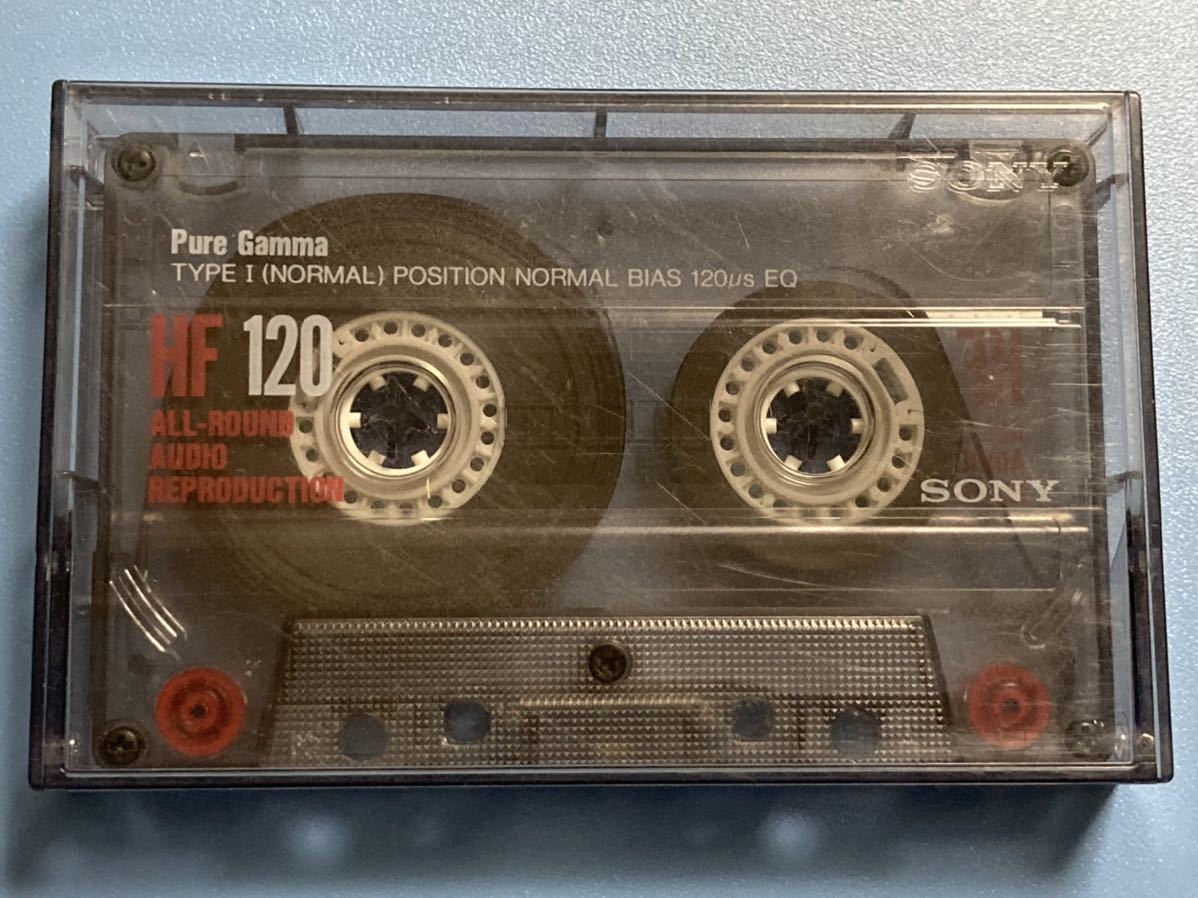 SONY
Pure Gamma
TYPE I (NORMAL) POSITION NORMAL BIAS 120µs EQ
HF 120
ALL-ROUND
AUDIO
REPRODUCTION
SONY